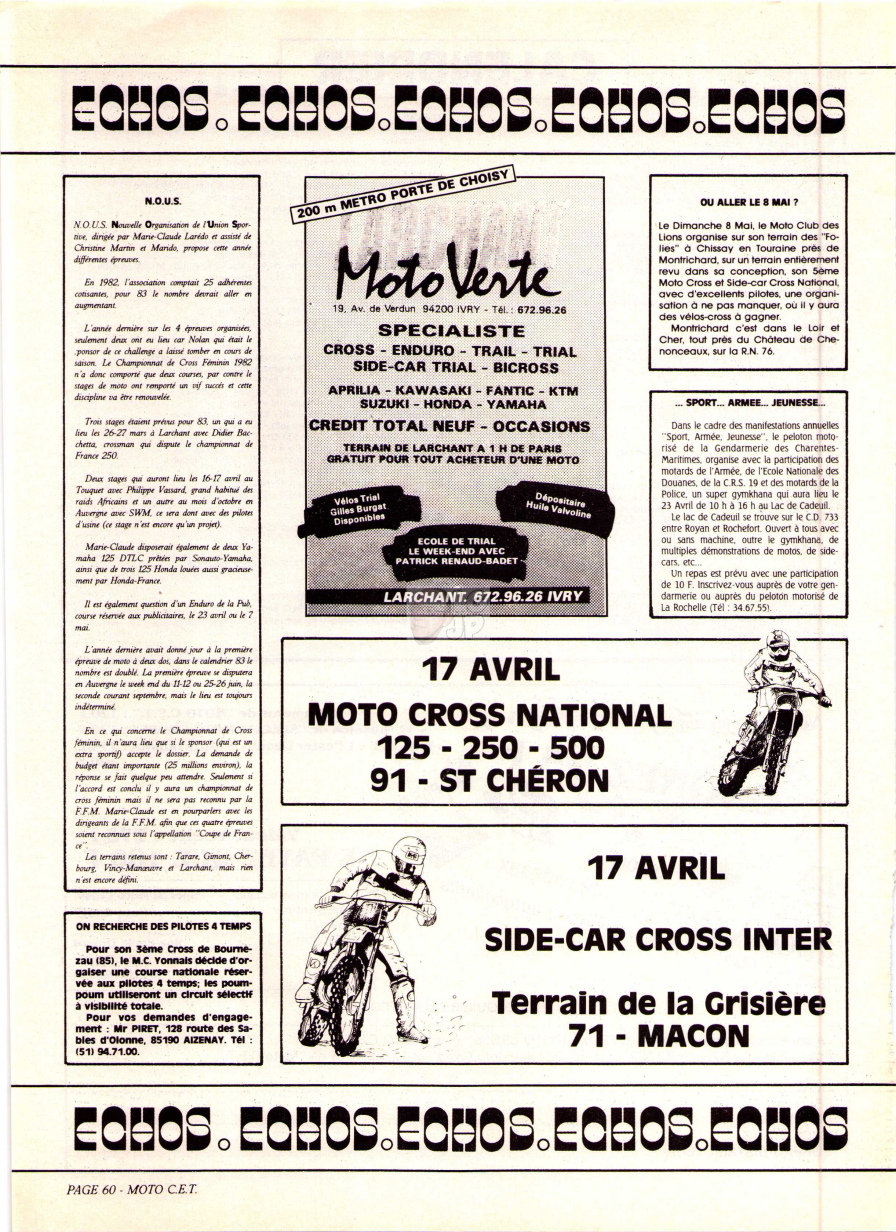 ECHOS. ECHOS. ECHOS. ECHOS. ECHOS
N.O.U.S.
N.O.U.S. Nouvelle Organisation de l'Union Spor-
tive, dirigée par Marie-Claude Larédo et assisté de
Christine Martin et Marido, propose cette année
différentes épreuves.
En 1982, l'association comptait 25 adhérentes
cotisantes, pour 83 le nombre devrait aller en
augmentant.
L'année dernière sur les 4 épreuves organisées,
seulement deux ont eu lieu car Nolan qui était le
.ponsor de ce challenge a laissé tomber en cours de
saison. Le Championnat de Cross Féminin 1982
n'a donc comporté que deux courses, par contre le
stages de moto ont remporté un vif succés et cette
discipline va être renouvelée.
Trois stages étaient prévus pour 83, un qui a eu
lieu les 26-27 mars à Larchant avec Didier Bac-
chetta, crossman qui dispute le championnat de
France 250.
Deux stages qui auront lieu les 16-17 avril au
Touquet avec Philippe Vassard, grand habitué des
raids Africains et un autre au mois d'octobre en
Auvergne avec SWM, ce sera dont avec des pilotes
d'usine (ce stage n'est encore qu'un projet).
Marie-Claude disposerait également de deux Ya-
maha 125 DTLC prêtées par Sonauto-Yamaha,
ainsi que de trois 125 Honda louées aussi gracieuse-
ment par Honda-France.
Il est également question d'un Enduro de la Pub,
course réservée aux publicitaires, le 23 avril ou le 7
mai.
L'année dernière avait donné jour à la première
épreuve de moto à deux dos, dans le calendrier 83 le
nombre est doublé. La première épreuve se disputera
en Auvergne le week end du 11-12 ou 25-26 juin, la
seconde courant septembre, mais le lieu est toujours
indéterminé.
En ce qui concerne le Championnat de Cross
féminin, il n'aura lieu que si le sponsor (qui est un
extra sportif) accepte le dossier. La demande de
budget étant importante (25 millions environ), la
réponse se fait quelque peu attendre. Seulement si
l'accord est conclu il y aura un championnat de
cross féminin mais il ne sera pas reconnu par la
F.F.M. Marie-Claude est en pourparlers avec les
dirigeants de la F.F.M. afin que ces quatre épreuves
soient reconnues sous l'appellation "Coupe de Fran-
ce".
Les terrains retenus sont : Tarare, Gimont, Cher-
bourg, Vincy-Manœuvre et Larchant, mais rien
n'est encore défini.
ON RECHERCHE DES PILOTES 4 TEMPS
Pour son 3ème Cross de Bourne-
zau (85), le M.C. Yonnais décide d'or-
gaiser une course nationale réser-
vée aux pilotes 4 temps; les poum-
poum utiliseront un circuit sélectif
à visibilité totale.
Pour vos demandes d'engage-
ment : Mr PIRET, 128 route des Sa-
bles d'Olonne, 85190 AIZENAY. Tél :
(51) 94.71.00.
200 m METRO PORTE DE CHOISY
LARCHANT
Moto Verte
19, Av. de Verdun 94200 IVRY - Tél. : 672.96.26
SPECIALISTE
CROSS - ENDURO - TRAIL - TRIAL
SIDE-CAR TRIAL - BICROSS
APRILIA - KAWASAKI - FANTIC - KTM
SUZUKI - HONDA - YAMAHA
CREDIT TOTAL NEUF - OCCASIONS
TERRAIN DE LARCHANT A 1 H DE PARIS
GRATUIT POUR TOUT ACHETEUR D'UNE MOTO
Vélos Trial
Gilles Burgat
Disponibles
Dépositaire
Huile Valvoline
ECOLE DE TRIAL
LE WEEK-END AVEC
PATRICK RENAUD-BADET
LARCHANT. 672.96.26 IVRY
OU ALLER LE 8 MAI ?
Le Dimanche 8 Mai, le Moto Club des
Lions organise sur son terrain des "Fo-
lies" à Chissay en Touraine près de
Montrichard, sur un terrain entièrement
revu dans sa conception, son 5ème
Moto Cross et Side-car Cross National,
avec d'excellents pilotes, une organi-
sation à ne pas manquer, où il y aura
des vélos-cross à gagner.
Montrichard c'est dans le Loir et
Cher, tout près du Château de Che-
nonceaux, sur la R.N. 76.
... SPORT... ARMEE... JEUNESSE...
Dans le cadre des manifestations annuelles
"Sport, Armée, Jeunesse", le peloton moto-
risé de la Gendarmerie des Charentes-
Maritimes, organise avec la participation des
motards de l'Armée, de l'Ecole Nationale des
Douanes, de la C.R.S. 19 et des motards de la
Police, un super gymkhana qui aura lieu le
23 Avril de 10 h à 16 h au Lac de Cadeuil.
Le lac de Cadeuil se trouve sur le C.D. 733
entre Royan et Rochefort. Ouvert à tous avec
ou sans machine, outre le gymkhana, de
multiples démonstrations de motos, de side-
cars, etc...
Un repas est prévu avec une participation
de 10 F. Inscrivez-vous auprès de votre gen-
darmerie ou auprès du peloton motorisé de
La Rochelle (Tél : 34.67.55).
17 AVRIL
MOTO CROSS NATIONAL
125 - 250 - 500
91 - ST CHÉRON
17 AVRIL
SIDE-CAR CROSS INTER
Terrain de la Grisière
71 - MACON
ECHOS. ECHOS. ECHOS. ECHOS. ECHOS
PAGE 60 - MOTO C.E.T.